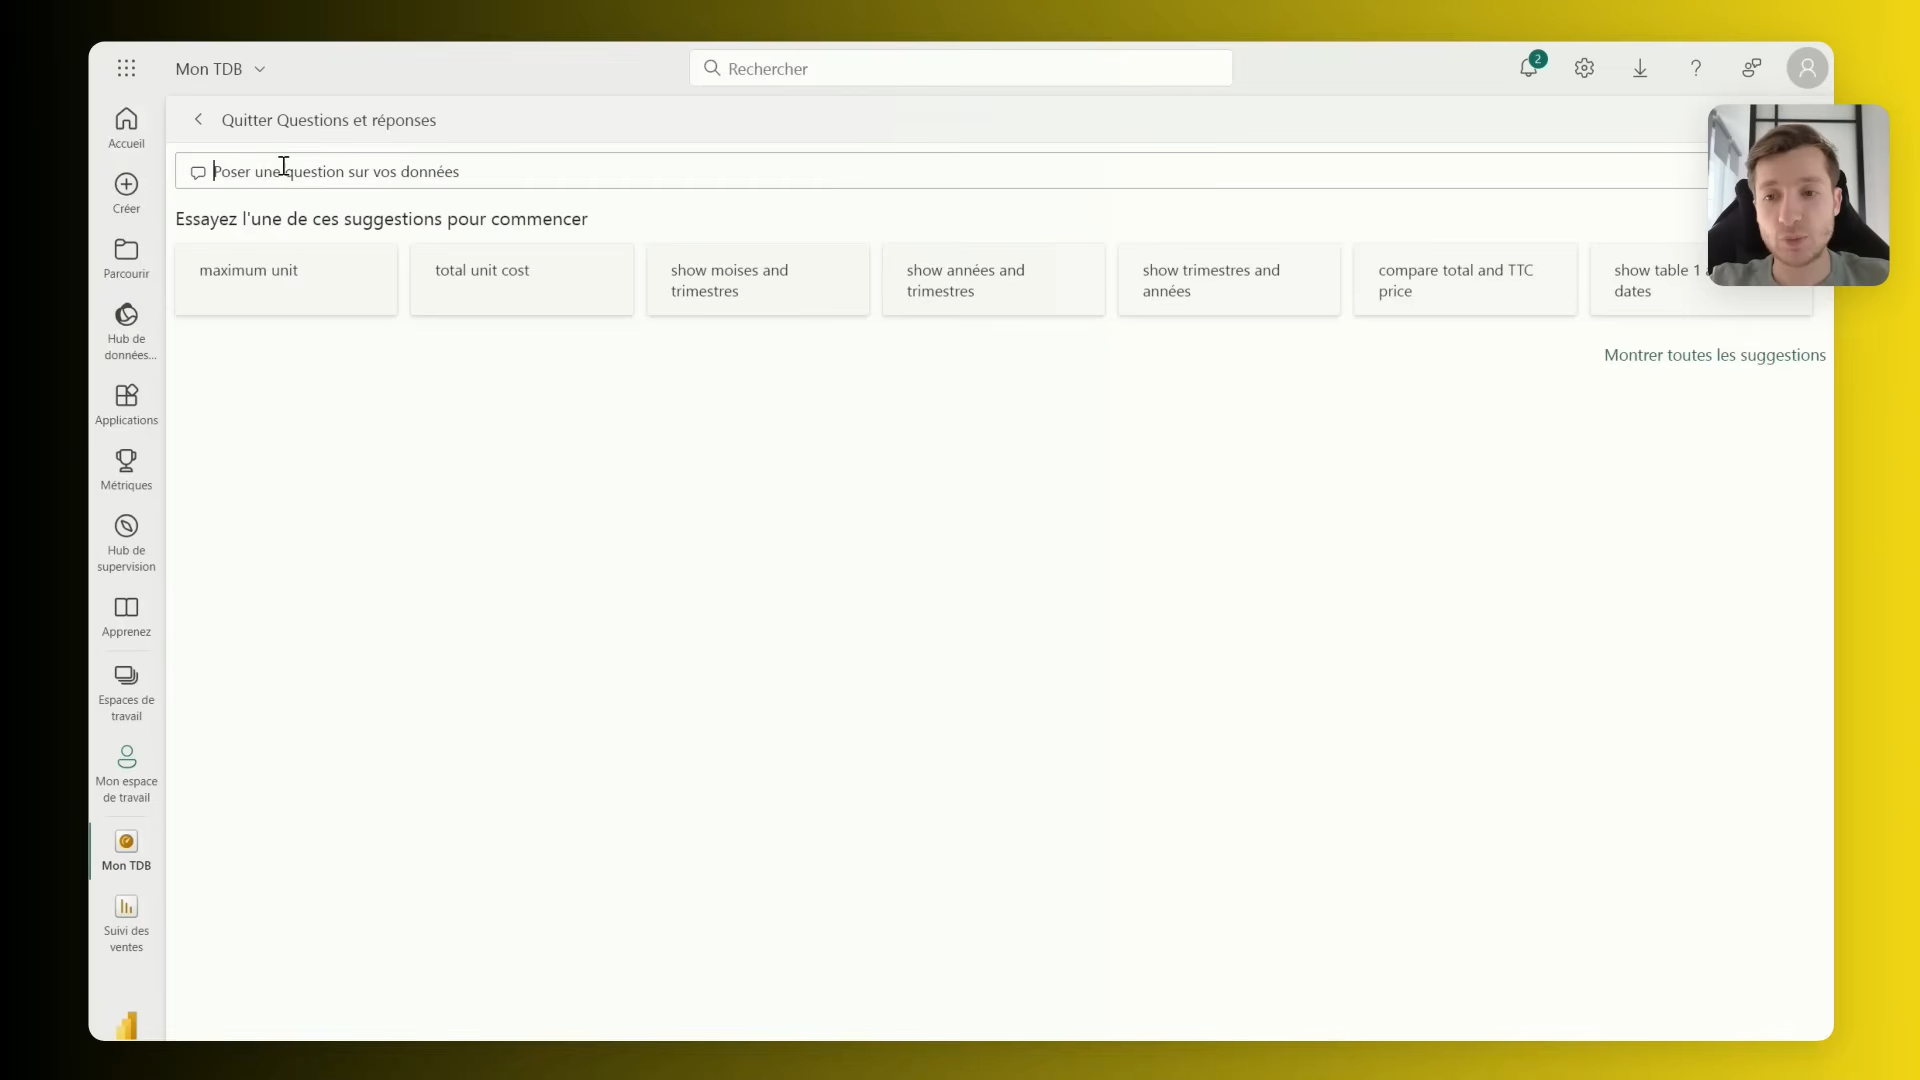 Mon TDB
Rechercher
2
Quitter Questions et réponses
Poser une question sur vos données
Essayez l'une de ces suggestions pour commencer
maximum unit
total unit cost
show moises and
trimestres
show années and
trimestres
show trimestres and
années
compare total and TTC
price
show table 1
dates
Montrer toutes les suggestions
Accueil
Créer
Parcourir
Hub de
données...
Applications
Métriques
Hub de
supervision
Apprenez
Espaces de
travail
Mon espace
de travail
Mon TDB
Suivi des
ventes